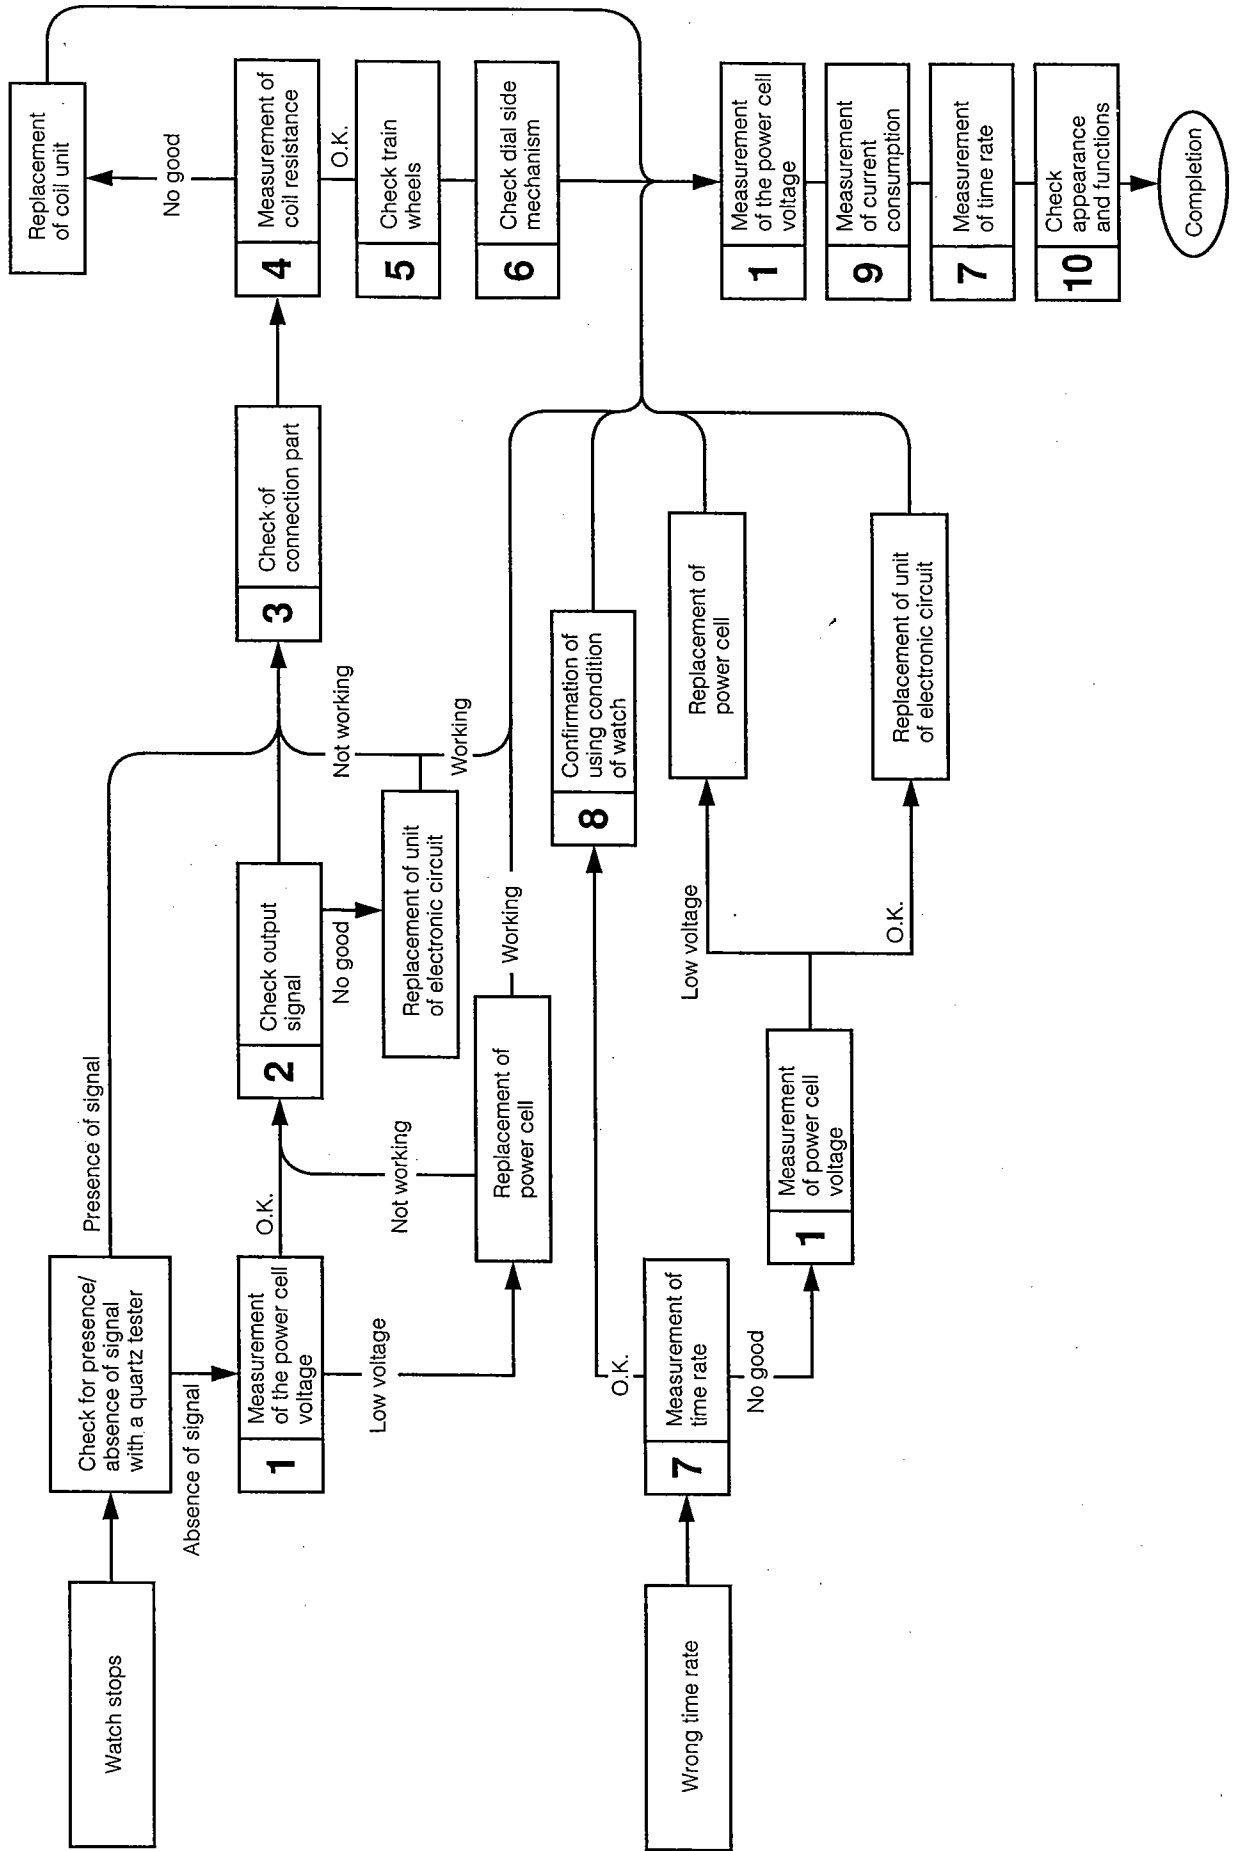 Watch stops
Check for presence/
absence of signal
with a quartz tester
Presence of signal
Absence of signal
1
Measurement
of the power cell
voltage
O.K.
Low voltage
Not working
Replacement of
power cell
Working
2
Check output
signal
No good
Replacement of unit
of electronic circuit
Not working
Working
3
Check of
connection part
4
Measurement of
coil resistance
No good
Replacement
of coil unit
O.K.
5
Check train
wheels
6
Check dial side
mechanism
Wrong time rate
7
Measurement of
time rate
O.K.
No good
8
Confirmation of
using condition
of watch
1
Measurement
of power cell
voltage
Low voltage
O.K.
Replacement of
power cell
Replacement of unit
of electronic circuit
1
Measurement
of the power cell
voltage
9
Measurement
of current
consumption
7
Measurement
of time rate
10
Check
appearance
and functions
Completion